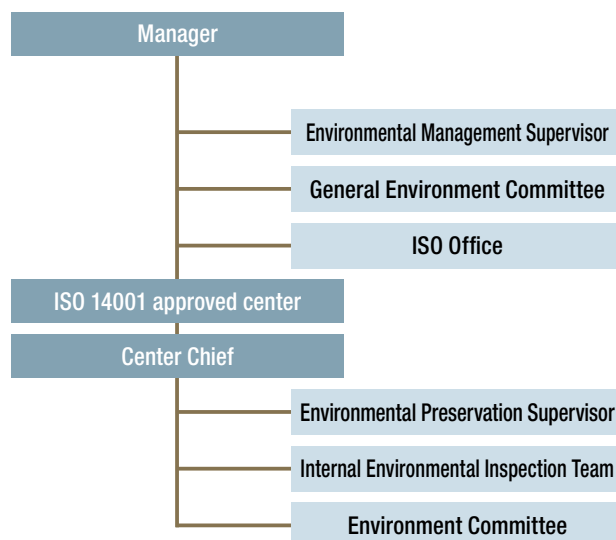 Manager
Environmental Management Supervisor
General Environment Committee
ISO Office
ISO 14001 approved center
Center Chief
Environmental Preservation Supervisor
Internal Environmental Inspection Team
Environment Committee